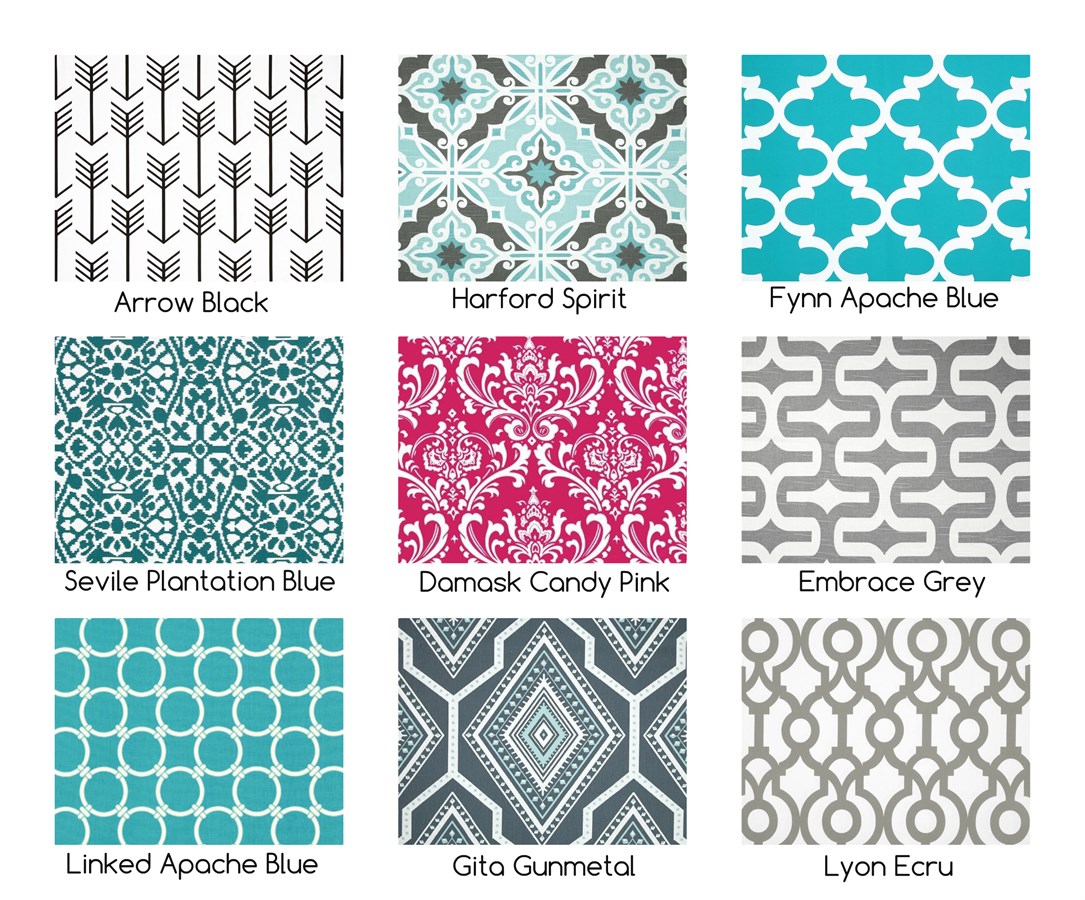 Arrow Black
Harford Spirit
Fynn Apache Blue
Sevile Plantation Blue
Damask Candy Pink
Embrace Grey
Linked Apache Blue
Gita Gunmetal
Lyon Ecru